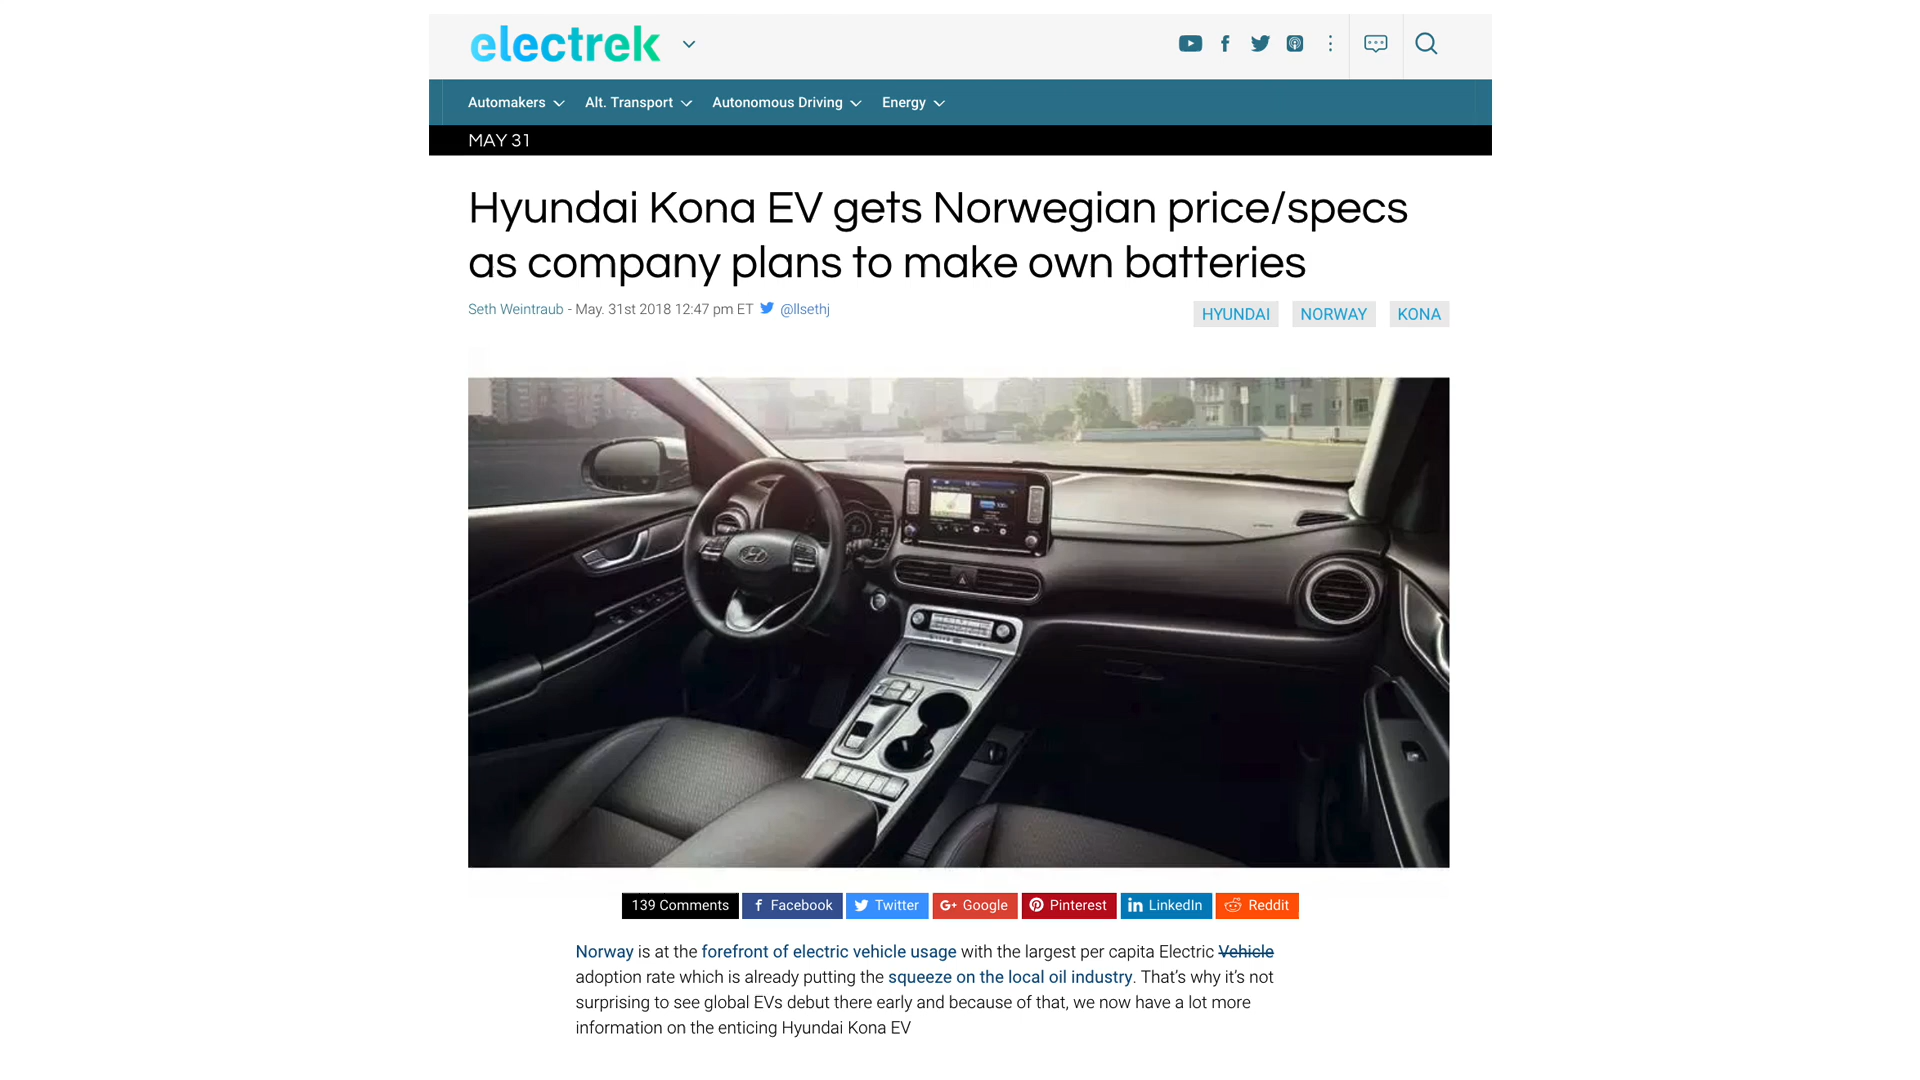 electrek
Automakers Alt. Transport Autonomous Driving Energy
MAY 31
Hyundai Kona EV gets Norwegian price/specs
as company plans to make own batteries
Seth Weintraub - May. 31st 2018 12:47 pm ET @llsethj
HYUNDAI NORWAY KONA
139 Comments Facebook Twitter G+ Google Pinterest LinkedIn Reddit
Norway is at the forefront of electric vehicle usage with the largest per capita Electric Vehicle
adoption rate which is already putting the squeeze on the local oil industry. That’s why it’s not
surprising to see global EVs debut there early and because of that, we now have a lot more
information on the enticing Hyundai Kona EV